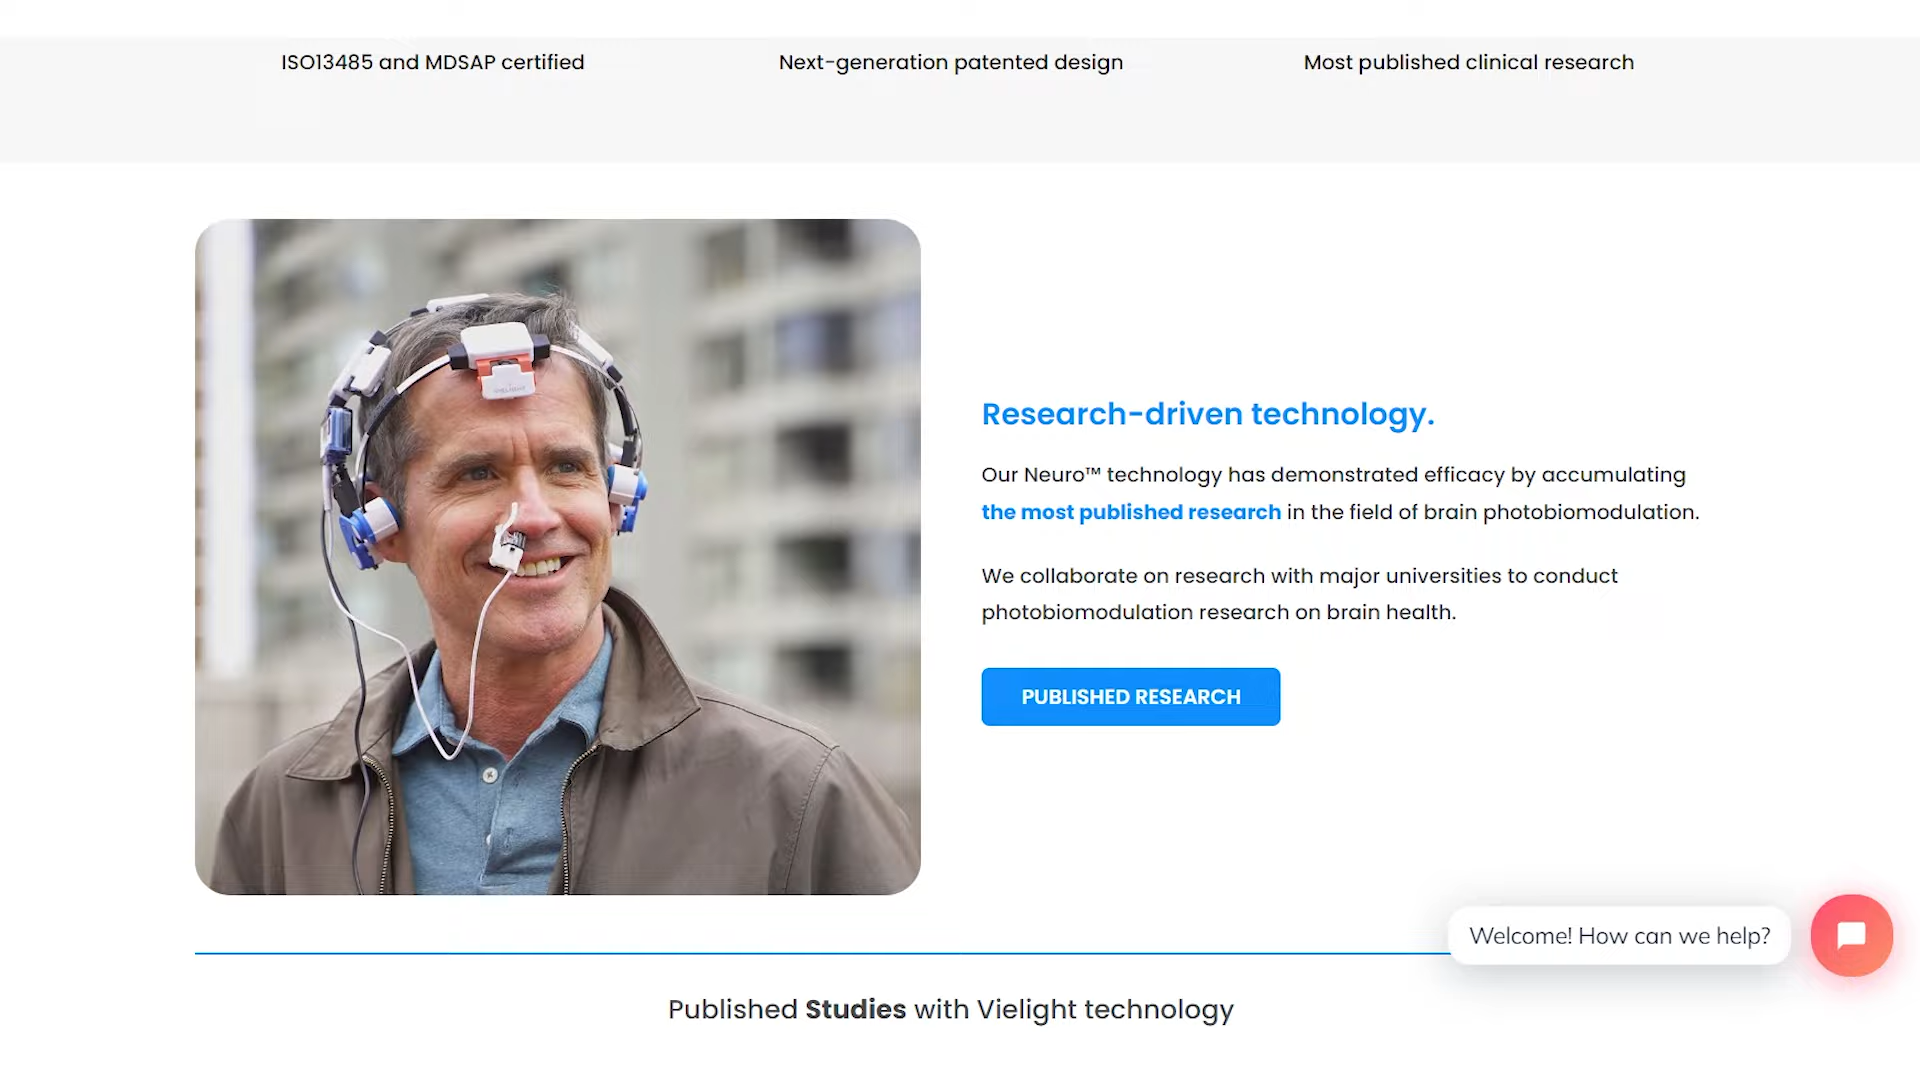 ISO13485 and MDSAP certified
Next-generation patented design
Most published clinical research
Research-driven technology.
Our Neuro™ technology has demonstrated efficacy by accumulating
the most published research in the field of brain photobiomodulation.
We collaborate on research with major universities to conduct
photobiomodulation research on brain health.
PUBLISHED RESEARCH
Welcome! How can we help?
Published Studies with Vielight technology